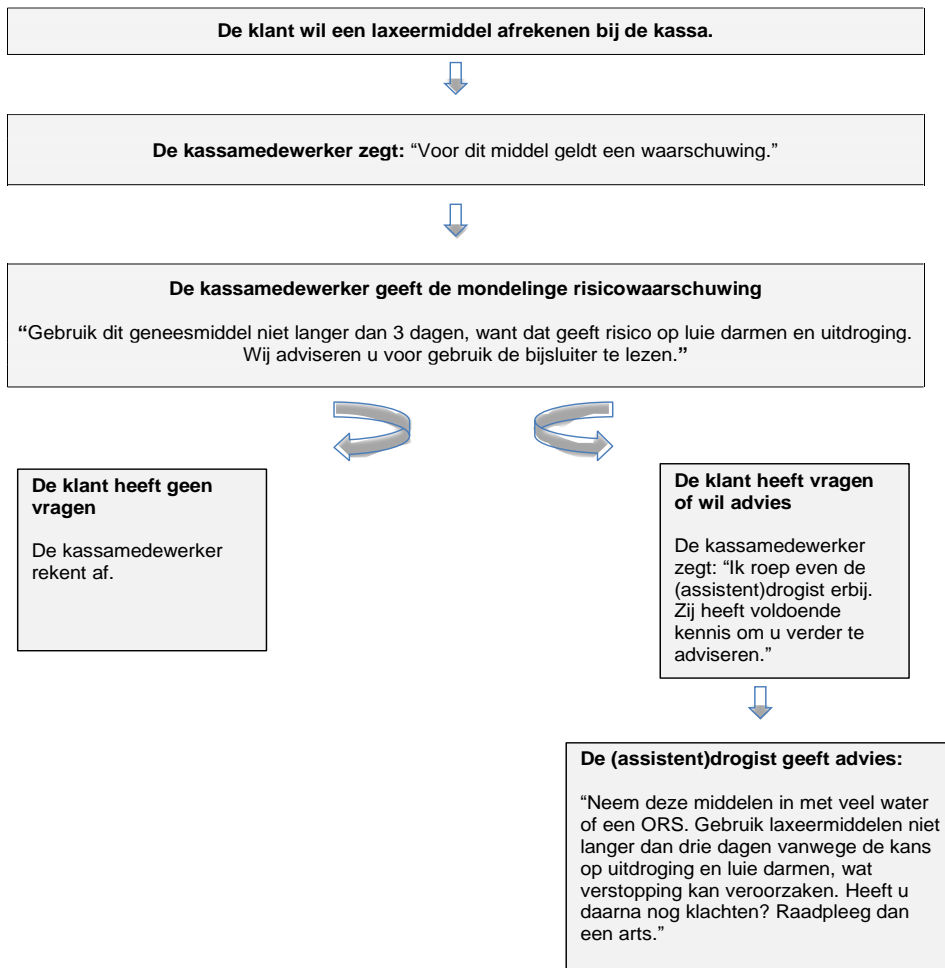 De klant wil een laxeermiddel afrekenen bij de kassa.
De kassamedewerker zegt: “Voor dit middel geldt een waarschuwing.”
De kassamedewerker geeft de mondelinge risicowaarschuwing
“Gebruik dit geneesmiddel niet langer dan 3 dagen, want dat geeft risico op luie darmen en uitdroging.
Wij adviseren u voor gebruik de bijsluiter te lezen.”
De klant heeft geen
vragen
De kassamedewerker
rekent af.
De klant heeft vragen
of wil advies
De kassamedewerker
zegt: “Ik roep even de
(assistent)drogist erbij.
Zij heeft voldoende
kennis om u verder te
adviseren.”
De (assistent)drogist geeft advies:
“Neem deze middelen in met veel water
of een ORS. Gebruik laxeermiddelen niet
langer dan drie dagen vanwege de kans
op uitdroging en luie darmen, wat
verstopping kan veroorzaken. Heeft u
daarna nog klachten? Raadpleeg dan
een arts.”